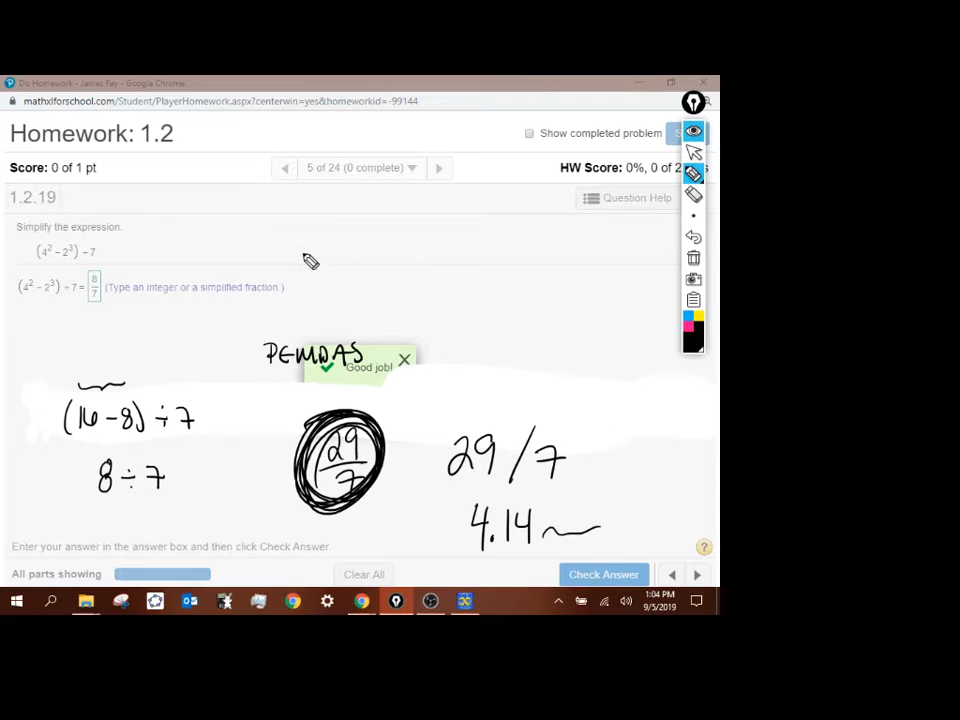 Do Homework - James Fay - Google Chrome
mathxlforschool.com/Student/PlayerHomework.aspx?centerwin=yes&homeworkid=-99144
Homework: 1.2
Show completed problem
Score: 0 of 1 pt
5 of 24 (0 complete)
HW Score: 0%, 0 of 2
1.2.19
Question Help
Simplify the expression.
(4² − 2³) ÷ 7
(4² − 2³) ÷ 7 = 8/7 (Type an integer or a simplified fraction.)
PEMDAS
Good job!
(16 − 8) ÷ 7
29/7
29 / 7
8 ÷ 7
4.14
Enter your answer in the answer box and then click Check Answer.
?
All parts showing
Clear All
Check Answer
1:04 PM
9/5/2019